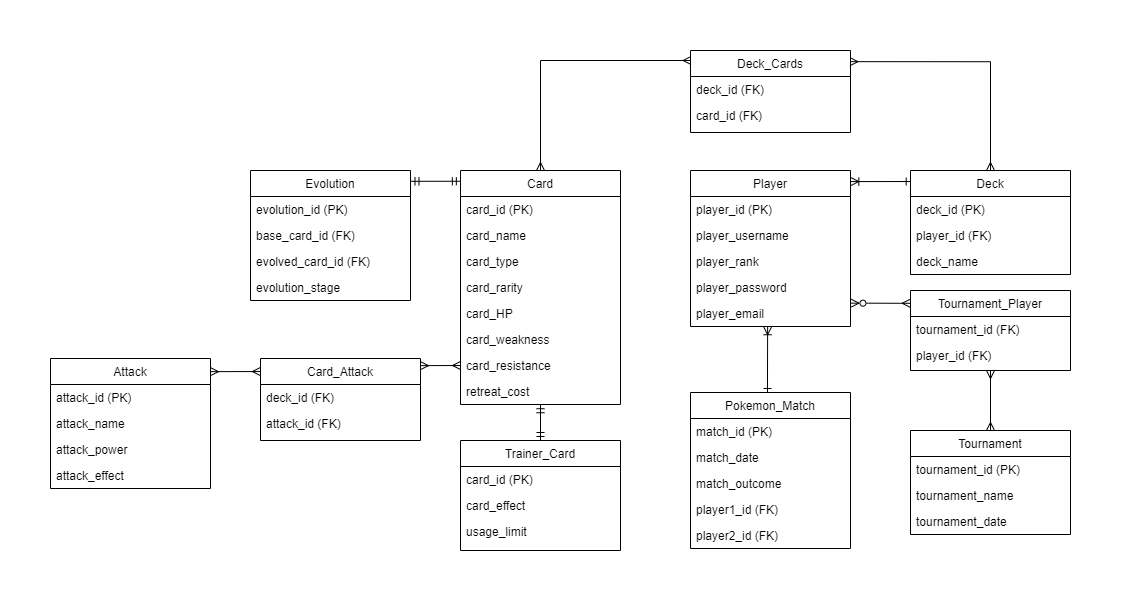 Deck_Cards
deck_id (FK)
card_id (FK)
Evolution
evolution_id (PK)
base_card_id (FK)
evolved_card_id (FK)
evolution_stage
Card
card_id (PK)
card_name
card_type
card_rarity
card_HP
card_weakness
card_resistance
retreat_cost
Player
player_id (PK)
player_username
player_rank
player_password
player_email
Deck
deck_id (PK)
player_id (FK)
deck_name
Tournament_Player
tournament_id (FK)
player_id (FK)
Attack
attack_id (PK)
attack_name
attack_power
attack_effect
Card_Attack
deck_id (FK)
attack_id (FK)
Trainer_Card
card_id (PK)
card_effect
usage_limit
Pokemon_Match
match_id (PK)
match_date
match_outcome
player1_id (FK)
player2_id (FK)
Tournament
tournament_id (PK)
tournament_name
tournament_date